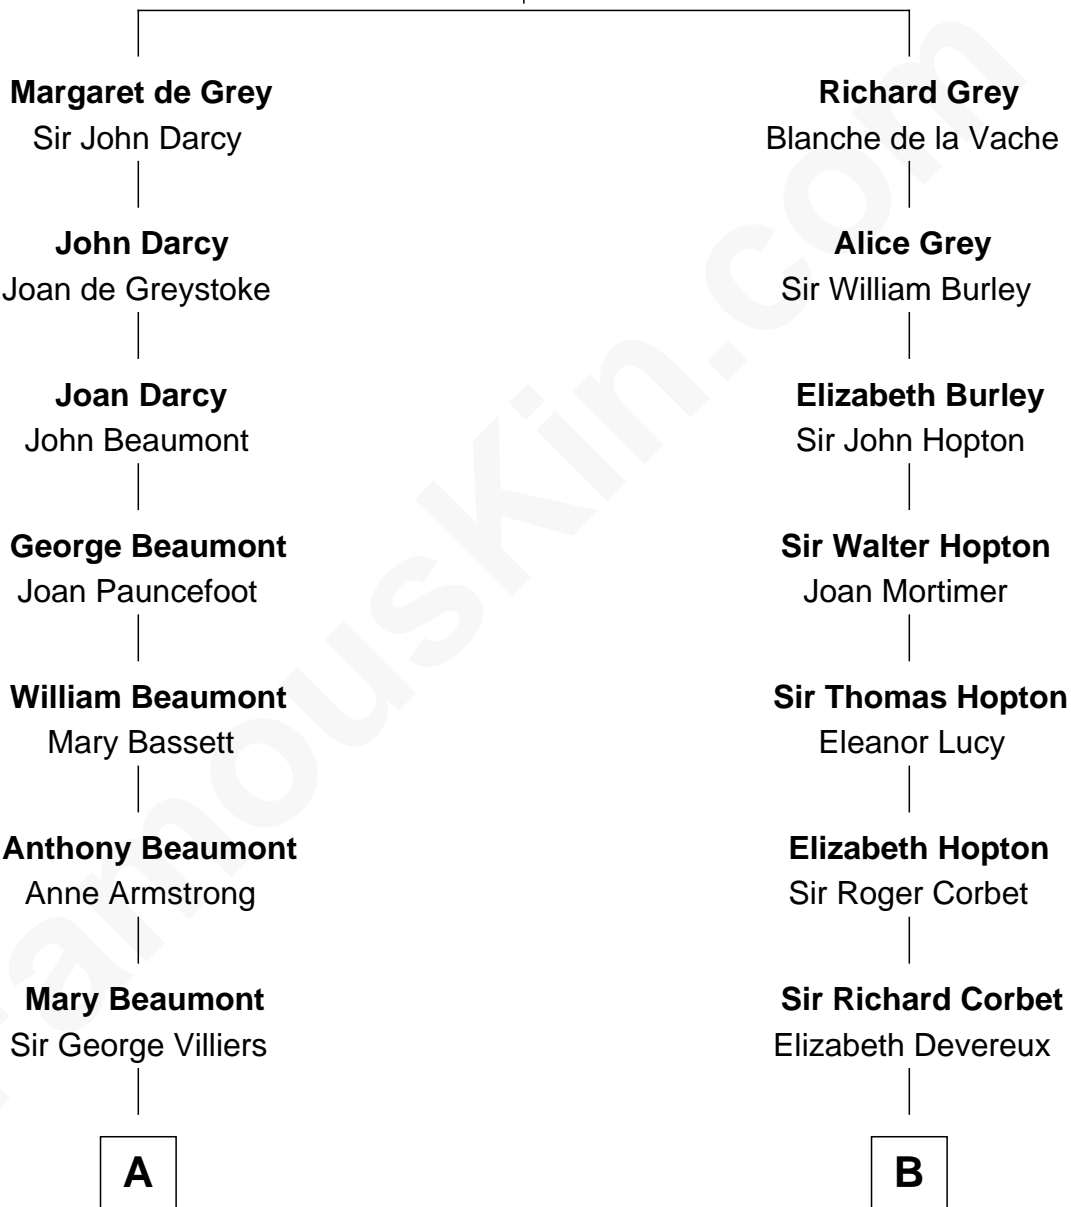 Margaret de Grey
Sir John Darcy
John Darcy
Joan de Greystoke
Joan Darcy
John Beaumont
George Beaumont
Joan Pauncefoot
William Beaumont
Mary Bassett
Anthony Beaumont
Anne Armstrong
Mary Beaumont
Sir George Villiers
A
Richard Grey
Blanche de la Vache
Alice Grey
Sir William Burley
Elizabeth Burley
Sir John Hopton
Sir Walter Hopton
Joan Mortimer
Sir Thomas Hopton
Eleanor Lucy
Elizabeth Hopton
Sir Roger Corbet
Sir Richard Corbet
Elizabeth Devereux
B
FamousKin.com